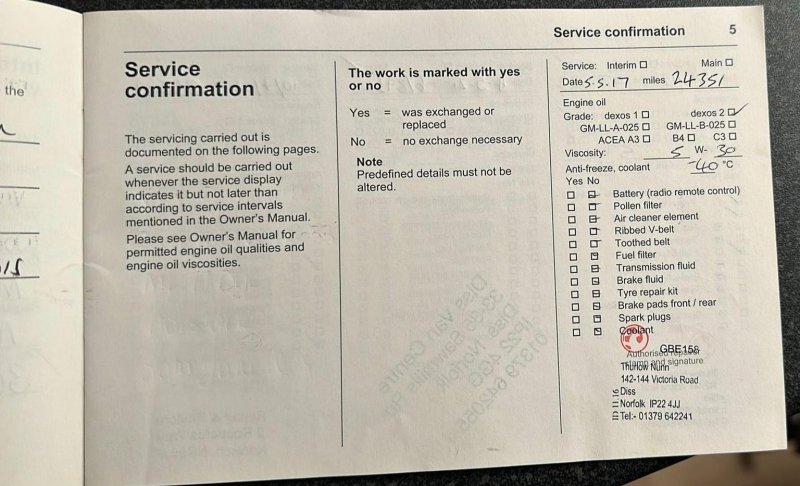 the
Service confirmation 5
Service
confirmation
The servicing carried out is
documented on the following pages.
A service should be carried out
whenever the service display
indicates it but not later than
according to service intervals
mentioned in the Owner's Manual.
Please see Owner's Manual for
permitted engine oil qualities and
engine oil viscosities.
The work is marked with yes
or no
Yes = was exchanged or
replaced
No = no exchange necessary
Note
Predefined details must not be
altered.
Service: Interim □ Main □
Date 5.5.17 miles 24351
Engine oil
Grade: dexos 1 □ dexos 2 ☑
GM-LL-A-025 □ GM-LL-B-025 □
ACEA A3 □ B4 □ C3 □
Viscosity: 5 W- 30
Anti-freeze, coolant -40 °C
Yes No
Battery (radio remote control)
Pollen filter
Air cleaner element
Ribbed V-belt
Toothed belt
Fuel filter
Transmission fluid
Brake fluid
Tyre repair kit
Brake pads front / rear
Spark plugs
Coolant
GBE158
Authorised repairer
stamp and signature
Thurlow Nunn
142-144 Victoria Road
Diss
Norfolk IP22 4JJ
Tel:- 01379 642241